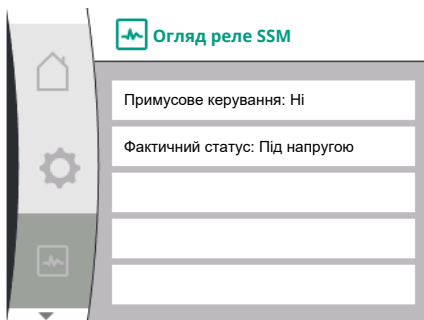 Огляд реле SSM
Примусове керування: Ні
Фактичний статус: Під напругою